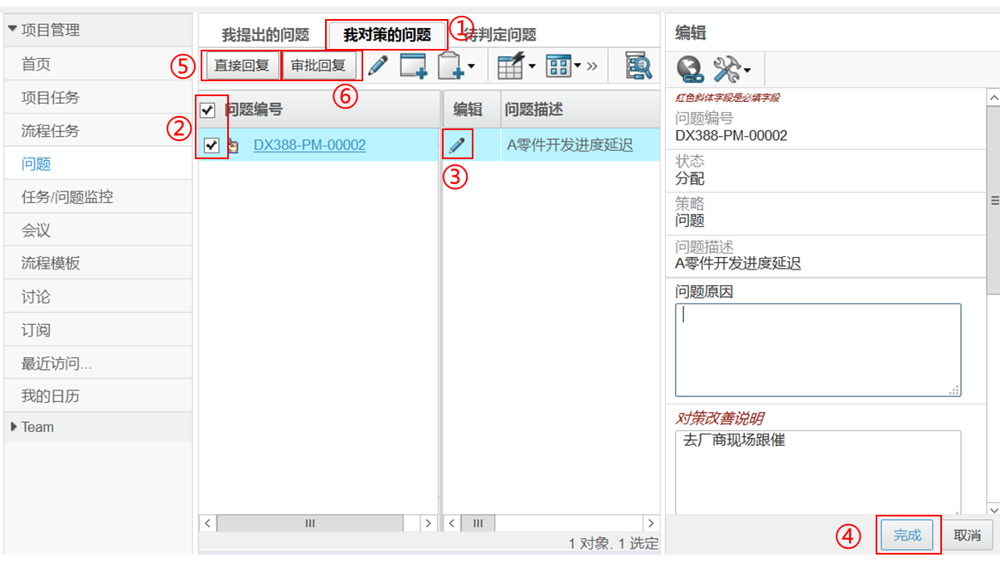 项目管理
首页
项目任务
流程任务
问题
任务/问题监控
会议
流程模板
讨论
订阅
最近访问...
我的日历
Team
我提出的问题 我对策的问题 ① 待判定问题
⑤ 直接回复 审批回复
⑥
② 问题编号 编辑 问题描述
DX388-PM-00002 A零件开发进度延迟
③
1 对象. 1 选定
编辑
红色斜体字段是必填字段
问题编号
DX388-PM-00002
状态
分配
策略
问题
问题描述
A零件开发进度延迟
问题原因
对策改善说明
去厂商现场跟催
④ 完成 取消